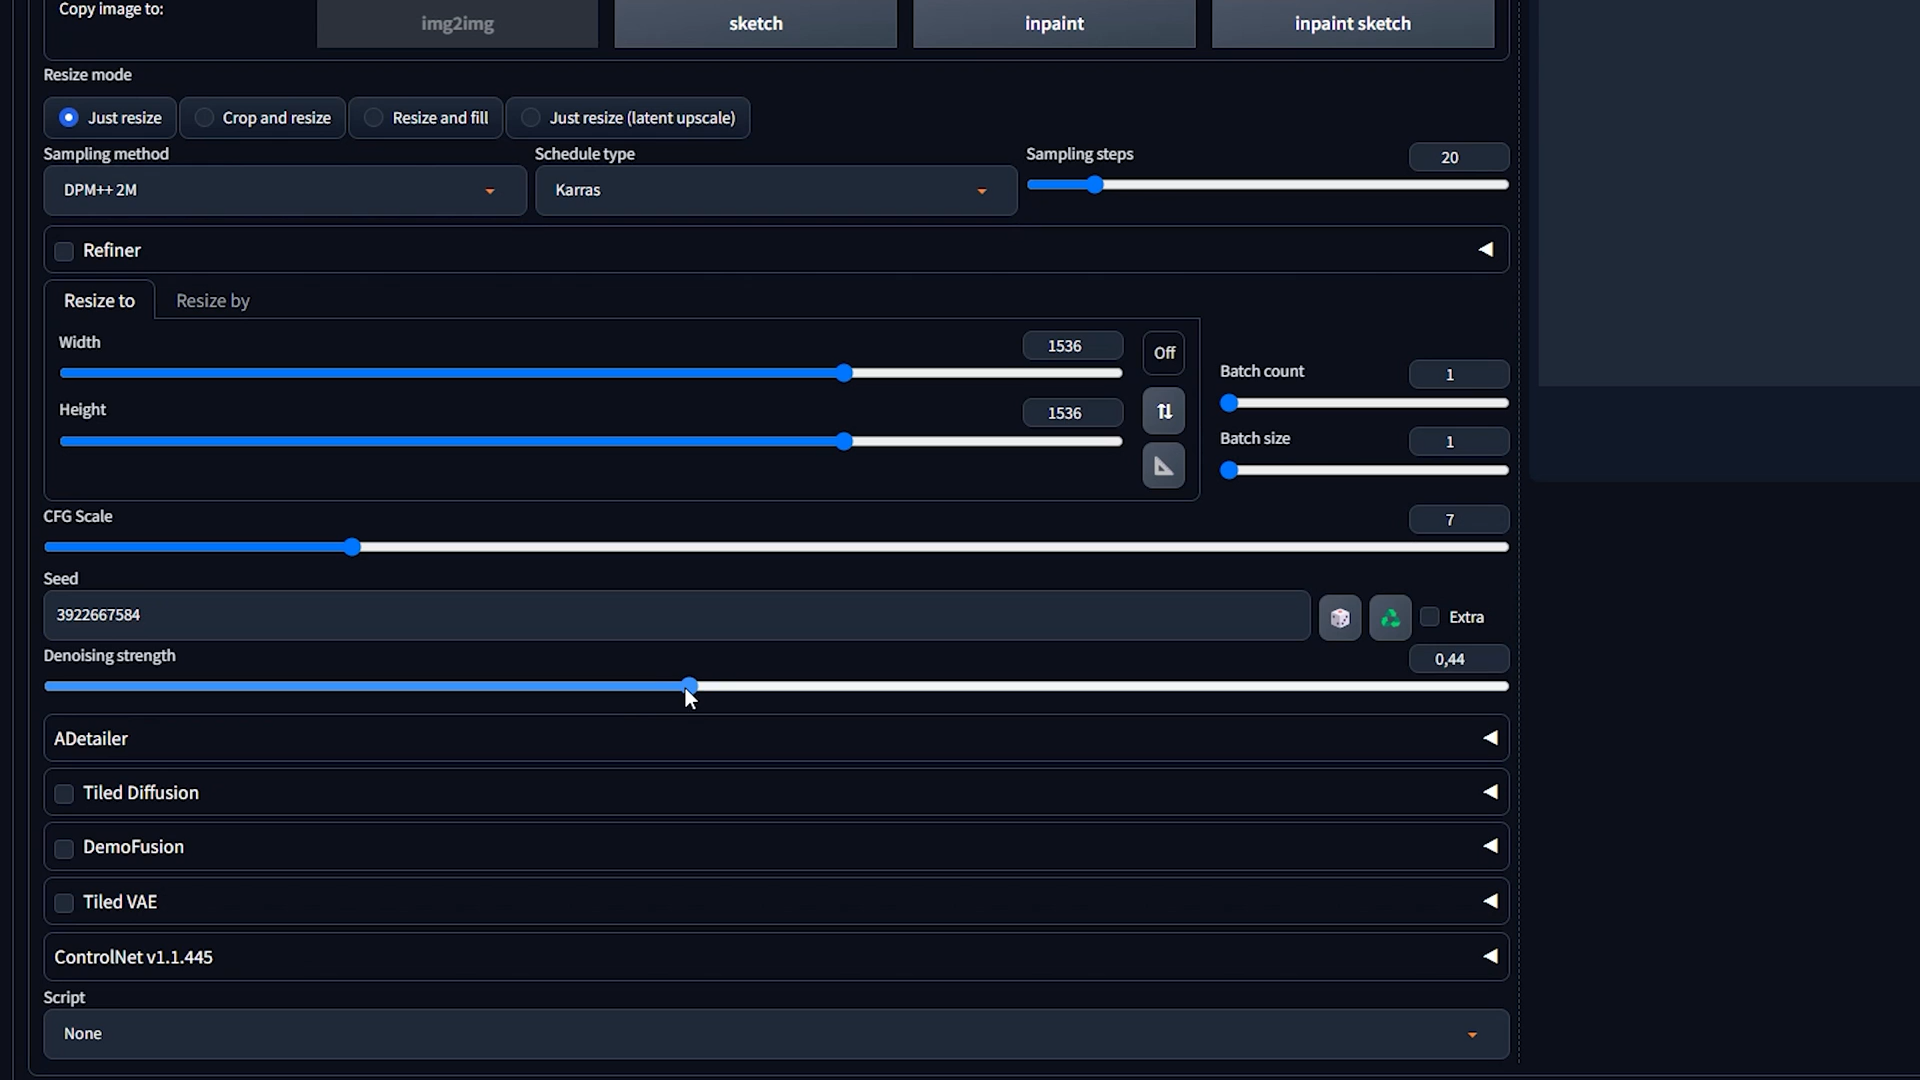 Copy image to:
img2img
sketch
inpaint
inpaint sketch
Resize mode
Just resize
Crop and resize
Resize and fill
Just resize (latent upscale)
Sampling method
Schedule type
Sampling steps
20
DPM++ 2M
Karras
Refiner
Resize to
Resize by
Width
1536
Off
Height
1536
Batch count
1
Batch size
1
CFG Scale
7
Seed
3922667584
Extra
Denoising strength
0,44
ADetailer
Tiled Diffusion
DemoFusion
Tiled VAE
ControlNet v1.1.445
Script
None